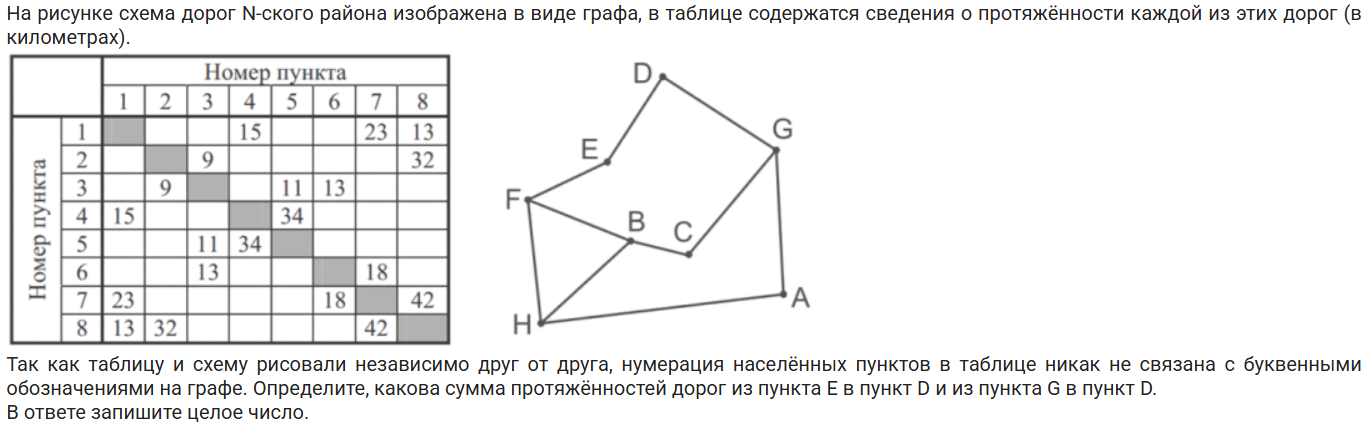 На рисунке схема дорог N-ского района изображена в виде графа, в таблице содержатся сведения о протяжённости каждой из этих дорог (в
километрах).
Номер пункта
1 2 3 4 5 6 7 8
Номер пункта
1 15 23 13
2 9 32
3 9 11 13
4 15 34
5 11 34
6 13 18
7 23 18 42
8 13 32 42
D
G
E
F
B
C
A
H
Так как таблицу и схему рисовали независимо друг от друга, нумерация населённых пунктов в таблице никак не связана с буквенными
обозначениями на графе. Определите, какова сумма протяжённостей дорог из пункта E в пункт D и из пункта G в пункт D.
В ответе запишите целое число.